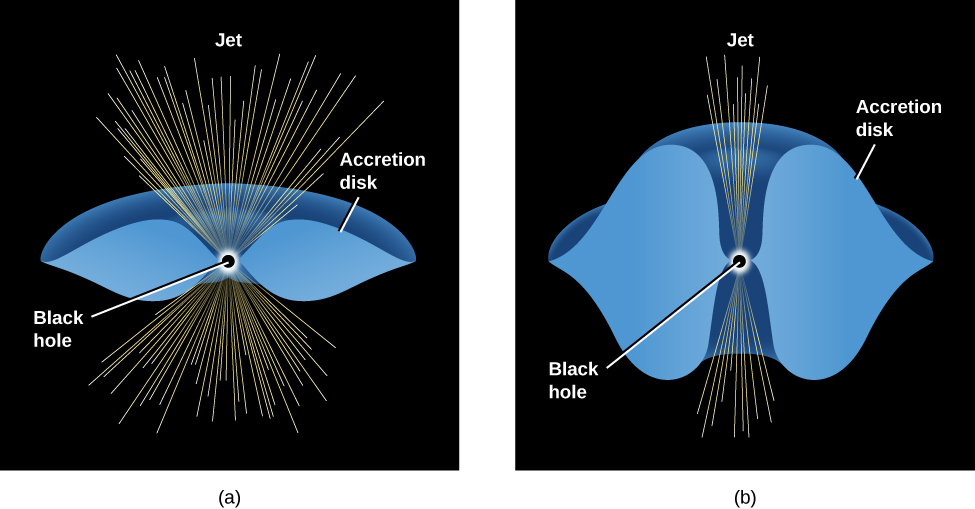 Jet
Accretion
disk
Black
hole
(a)
Jet
Accretion
disk
Black
hole
(b)